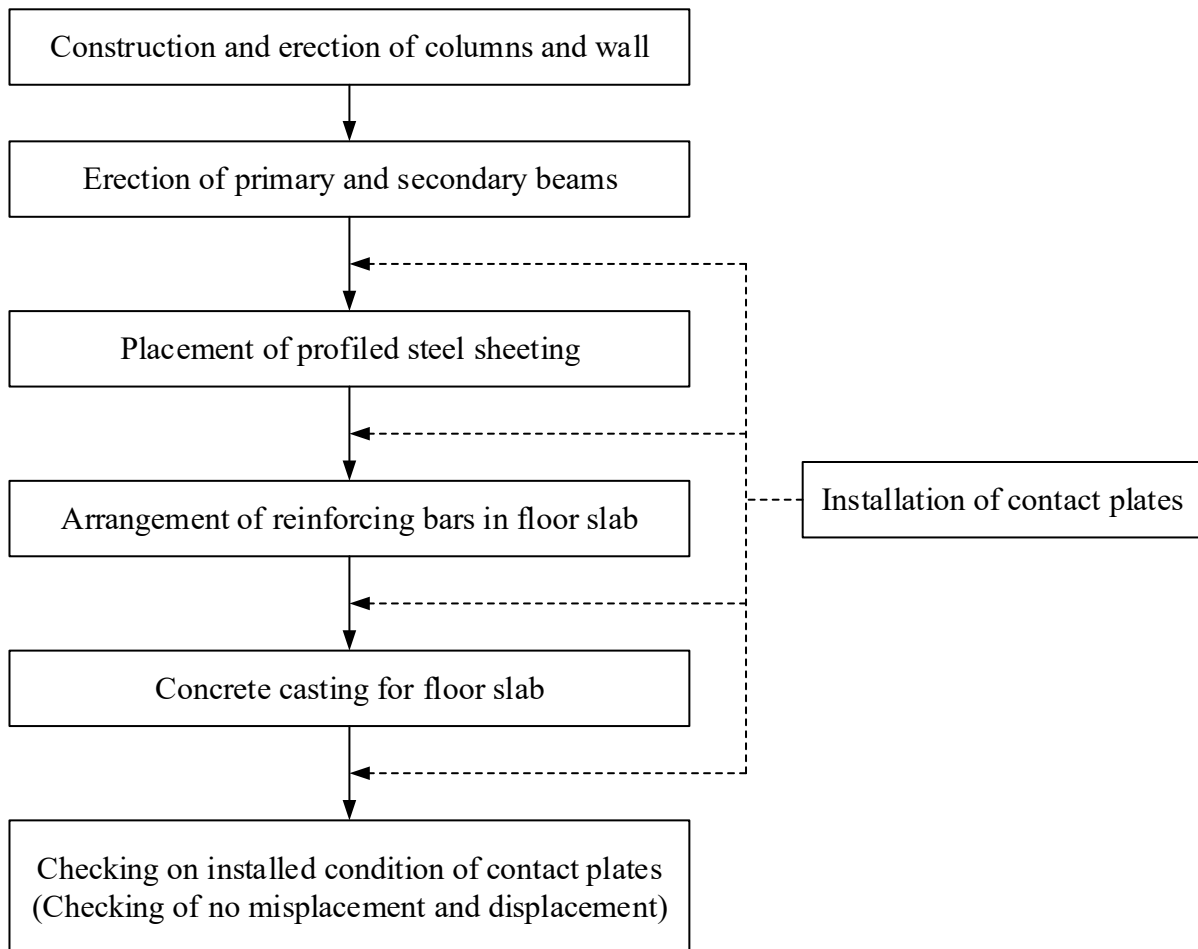 Construction and erection of columns and wall
Erection of primary and secondary beams
Placement of profiled steel sheeting
Arrangement of reinforcing bars in floor slab
Installation of contact plates
Concrete casting for floor slab
Checking on installed condition of contact plates
(Checking of no misplacement and displacement)